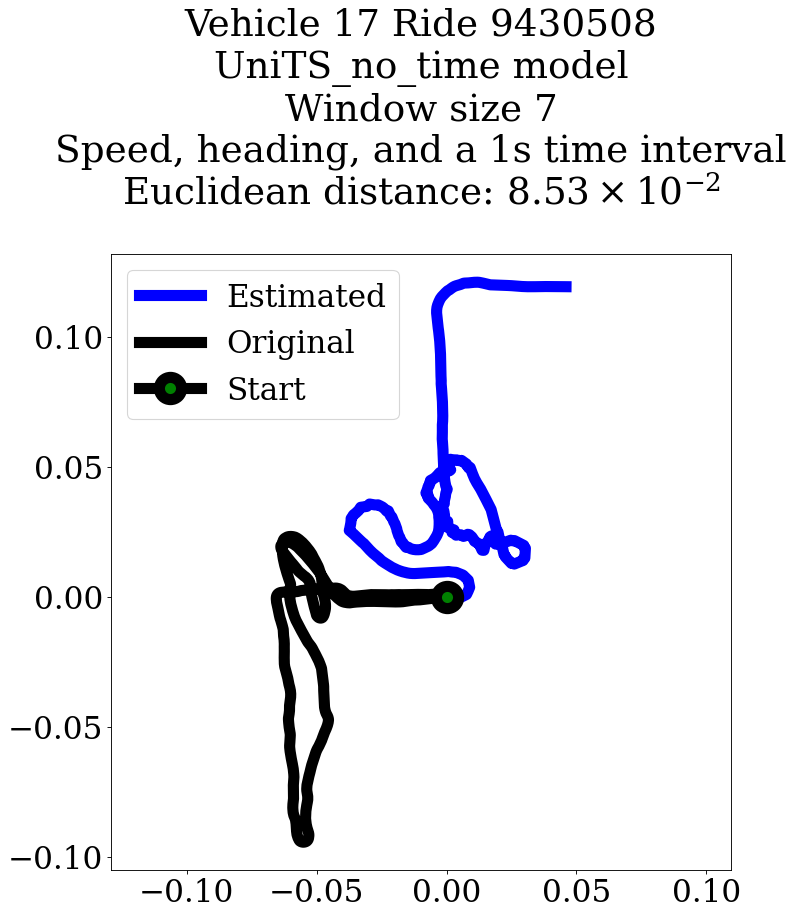 Vehicle 17 Ride 9430508
UniTS_no_time model
Window size 7
Speed, heading, and a 1s time interval
Euclidean distance: 8.53 × 10⁻²
Estimated
Original
Start
0.10
0.05
0.00
−0.05
−0.10
−0.10 −0.05 0.00 0.05 0.10